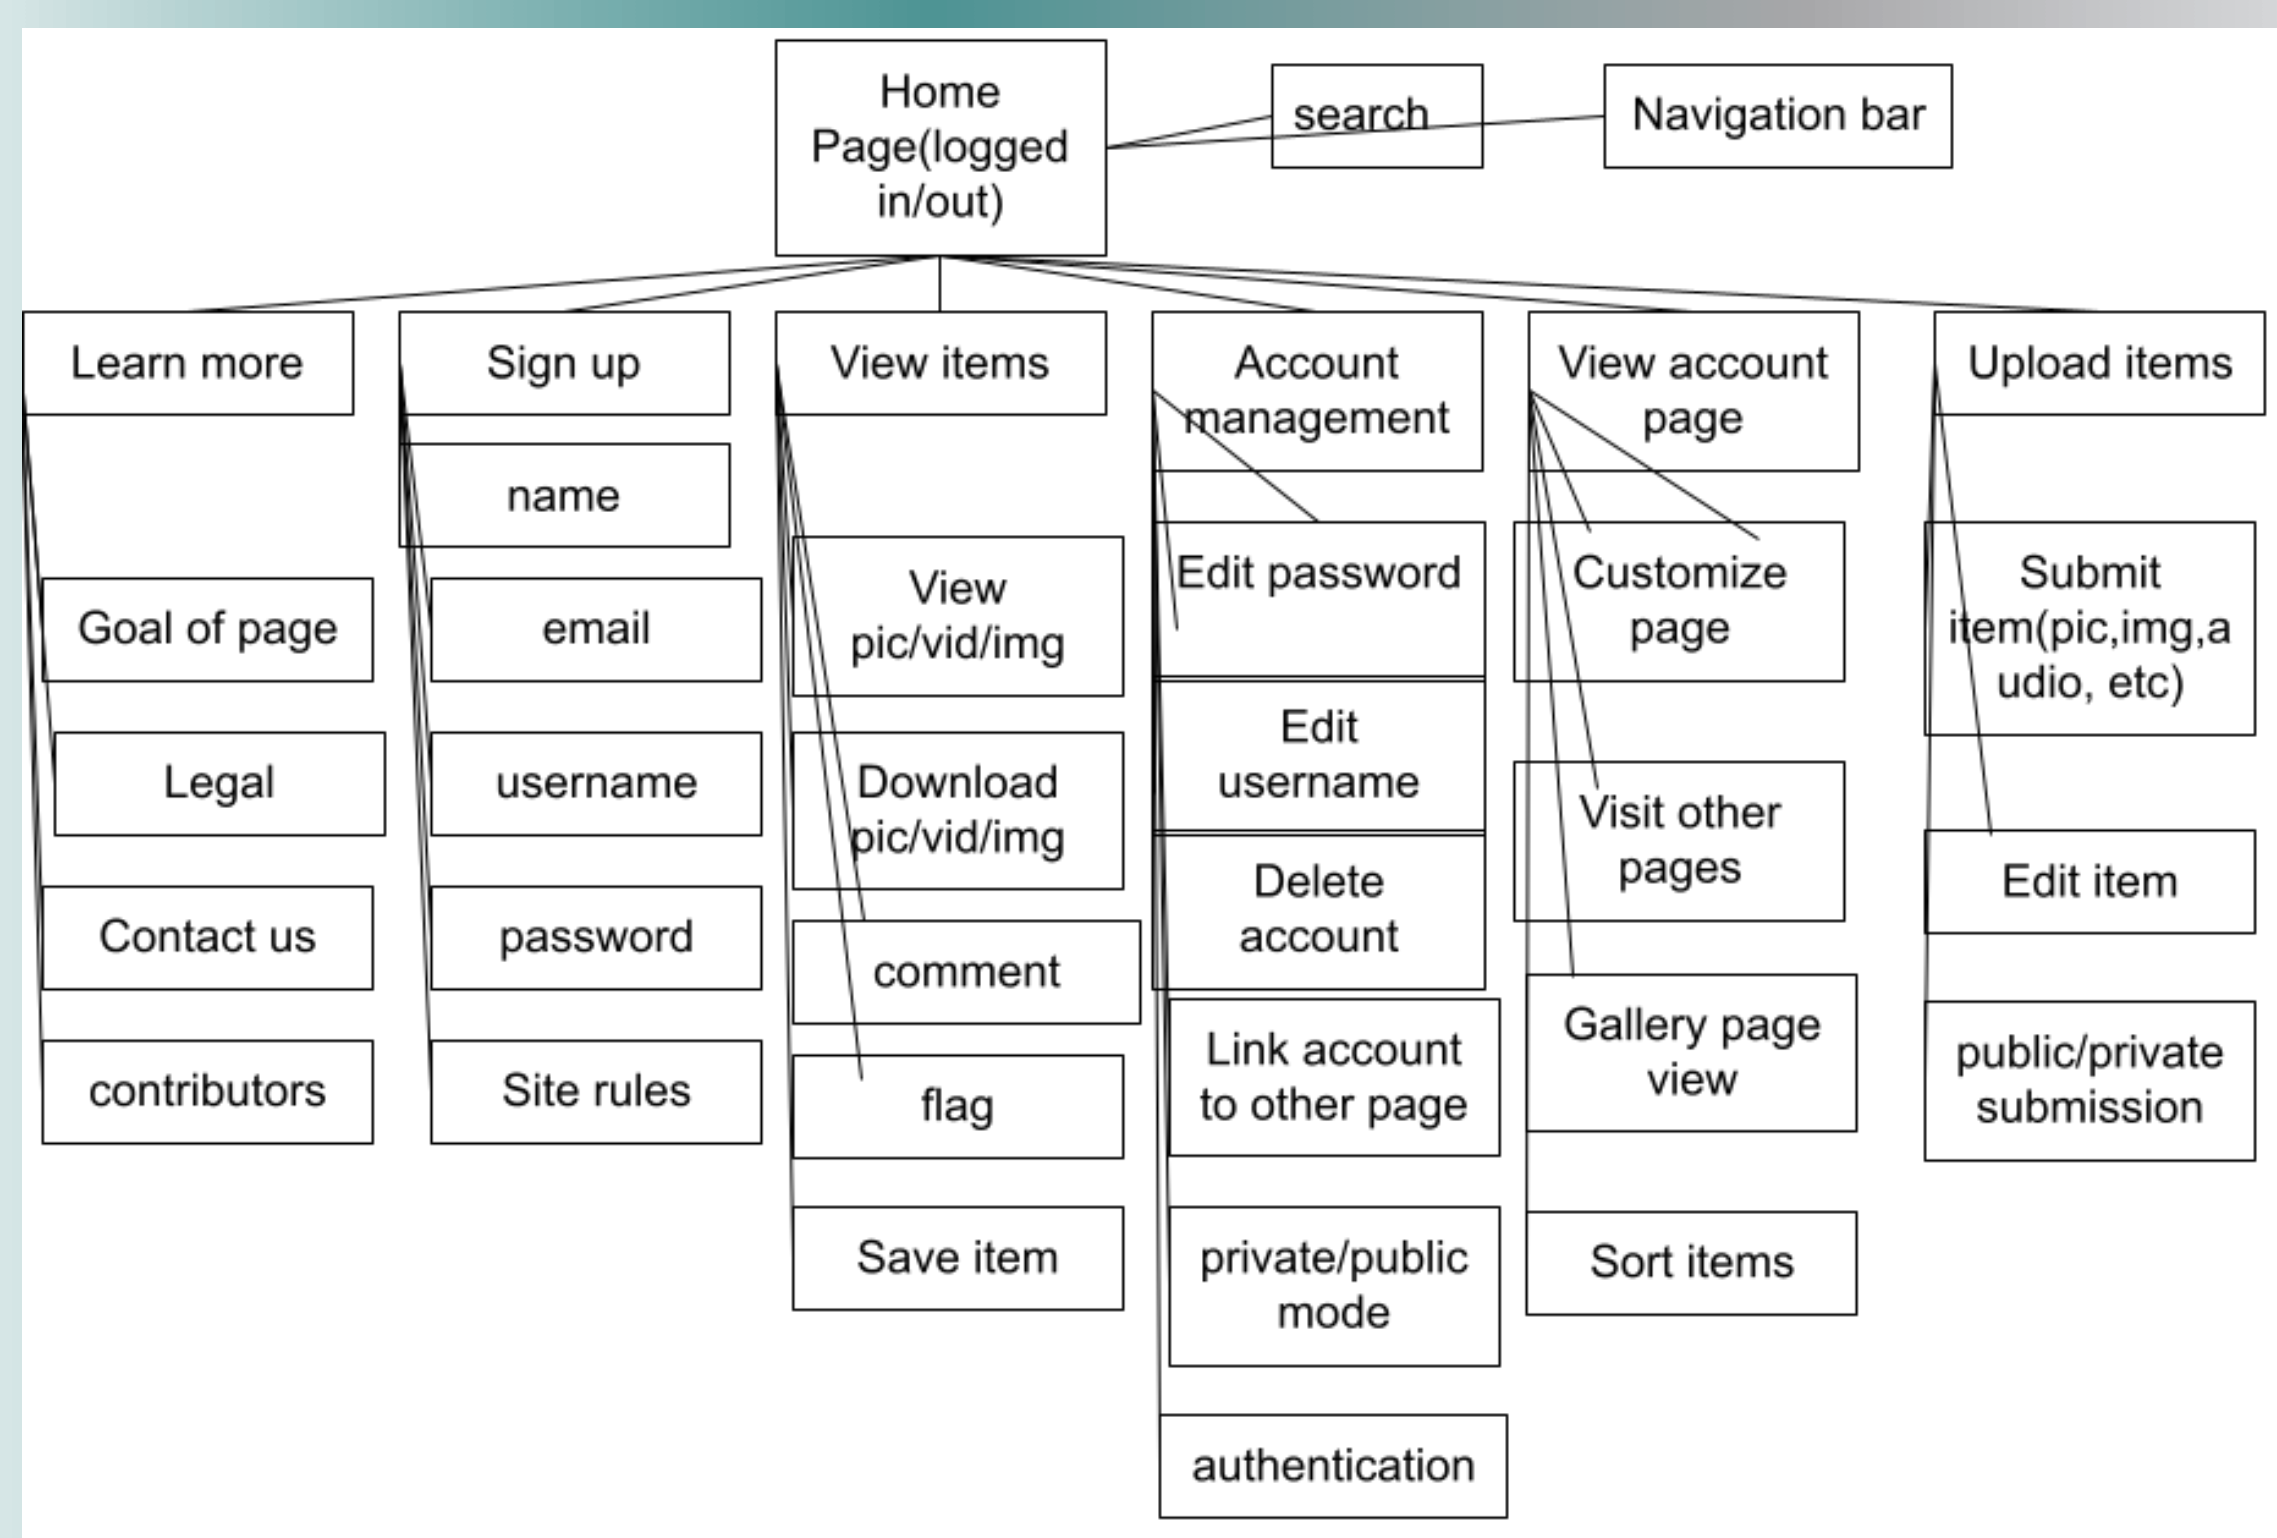 Home
Page(logged
in/out)
search
Navigation bar
Learn more
Sign up
View items
Account
management
View account
page
Upload items
name
Goal of page
email
View
pic/vid/img
Edit password
Customize
page
Submit
item(pic,img,a
udio, etc)
Legal
username
Download
pic/vid/img
Edit
username
Visit other
pages
Edit item
Contact us
password
comment
Delete
account
Gallery page
view
public/private
submission
contributors
Site rules
flag
Link account
to other page
Save item
private/public
mode
Sort items
authentication